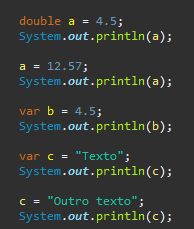 double a = 4.5;
System.out.println(a);
a = 12.57;
System.out.println(a);
var b = 4.5;
System.out.println(b);
var c = "Texto";
System.out.println(c);
c = "Outro texto";
System.out.println(c);